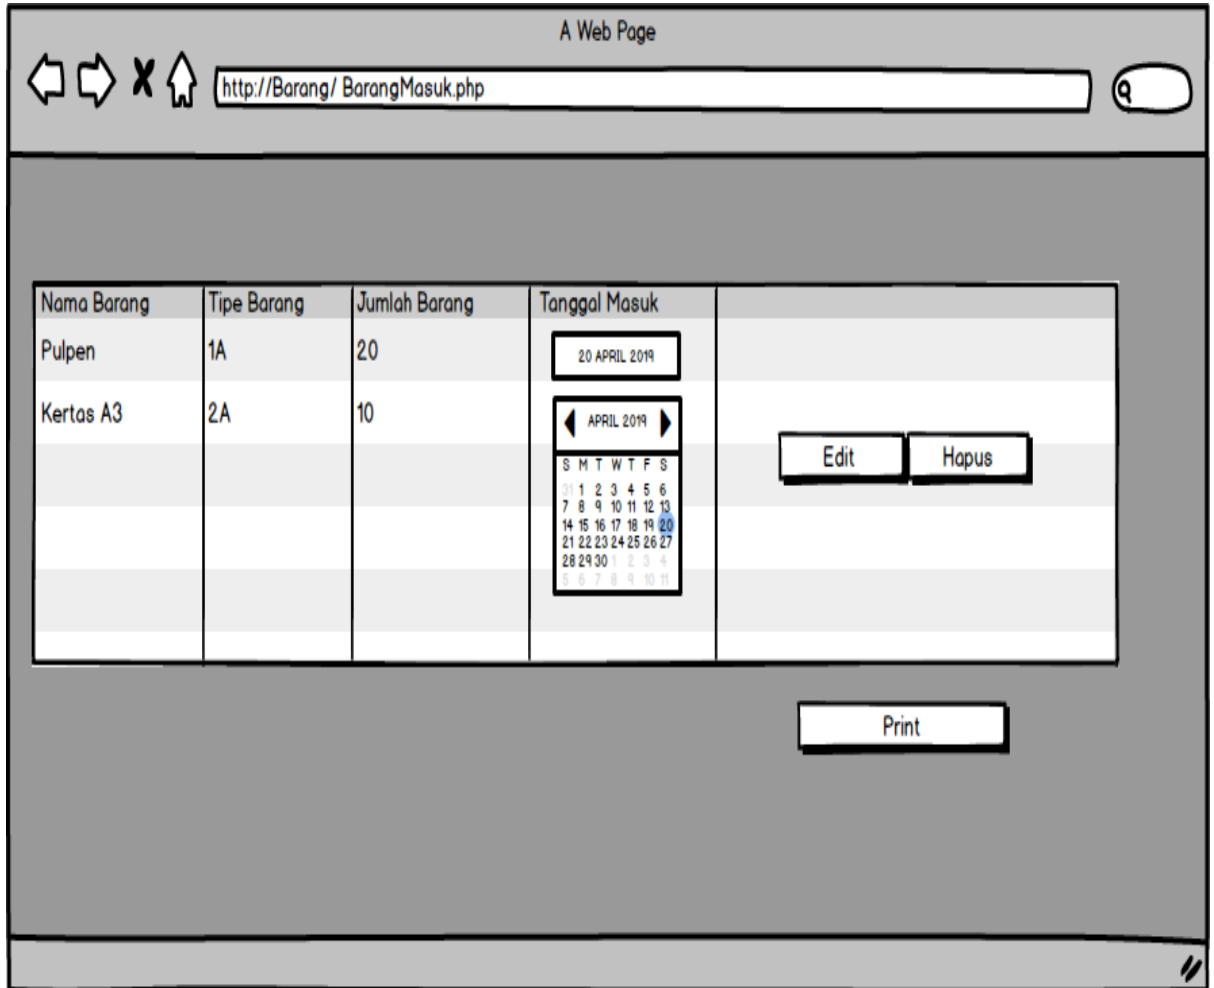 A Web Page
http://Barang/ BarangMasuk.php
Nama Barang Tipe Barang Jumlah Barang Tanggal Masuk
Pulpen 1A 20 20 APRIL 2019
Kertas A3 2A 10
APRIL 2019
Edit Hapus
S M T W T F S
31 1 2 3 4 5 6
7 8 9 10 11 12 13
14 15 16 17 18 19 20
21 22 23 24 25 26 27
28 29 30 1 2 3 4
5 6 7 8 9 10 11
Print